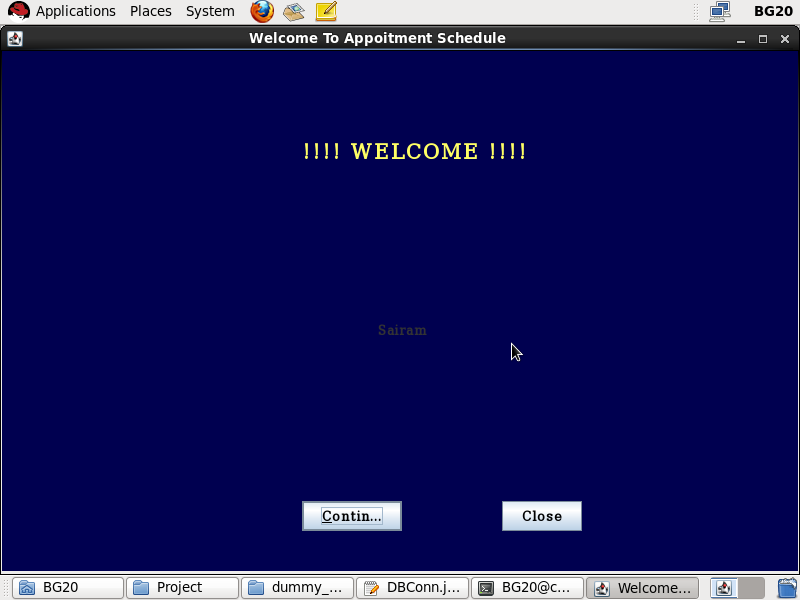 Applications Places System BG20
Welcome To Appoitment Schedule
!!!! WELCOME !!!!
Sairam
Contin... Close
BG20 Project dummy_... DBConn.j... BG20@c... Welcome...